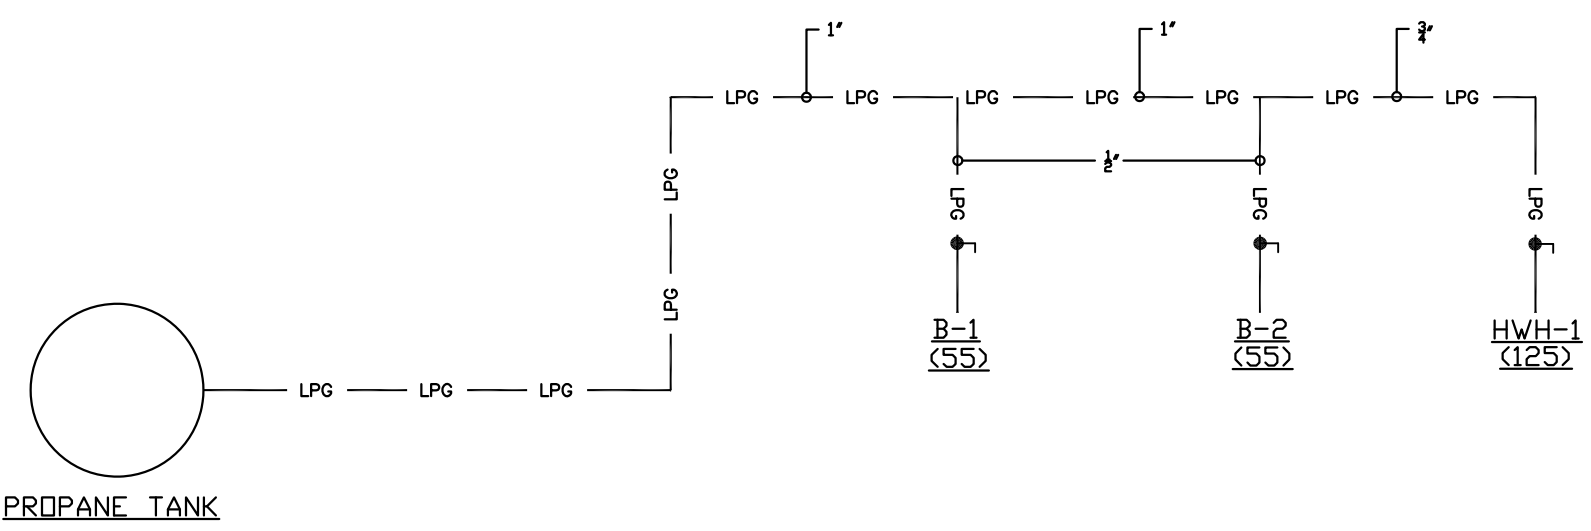 1" 1" 3/4"
LPG LPG LPG LPG LPG LPG LPG
1/2"
LPG LPG LPG LPG
LPG
B-1 B-2 HWH-1
(55) (55) (125)
LPG LPG LPG
PROPANE TANK